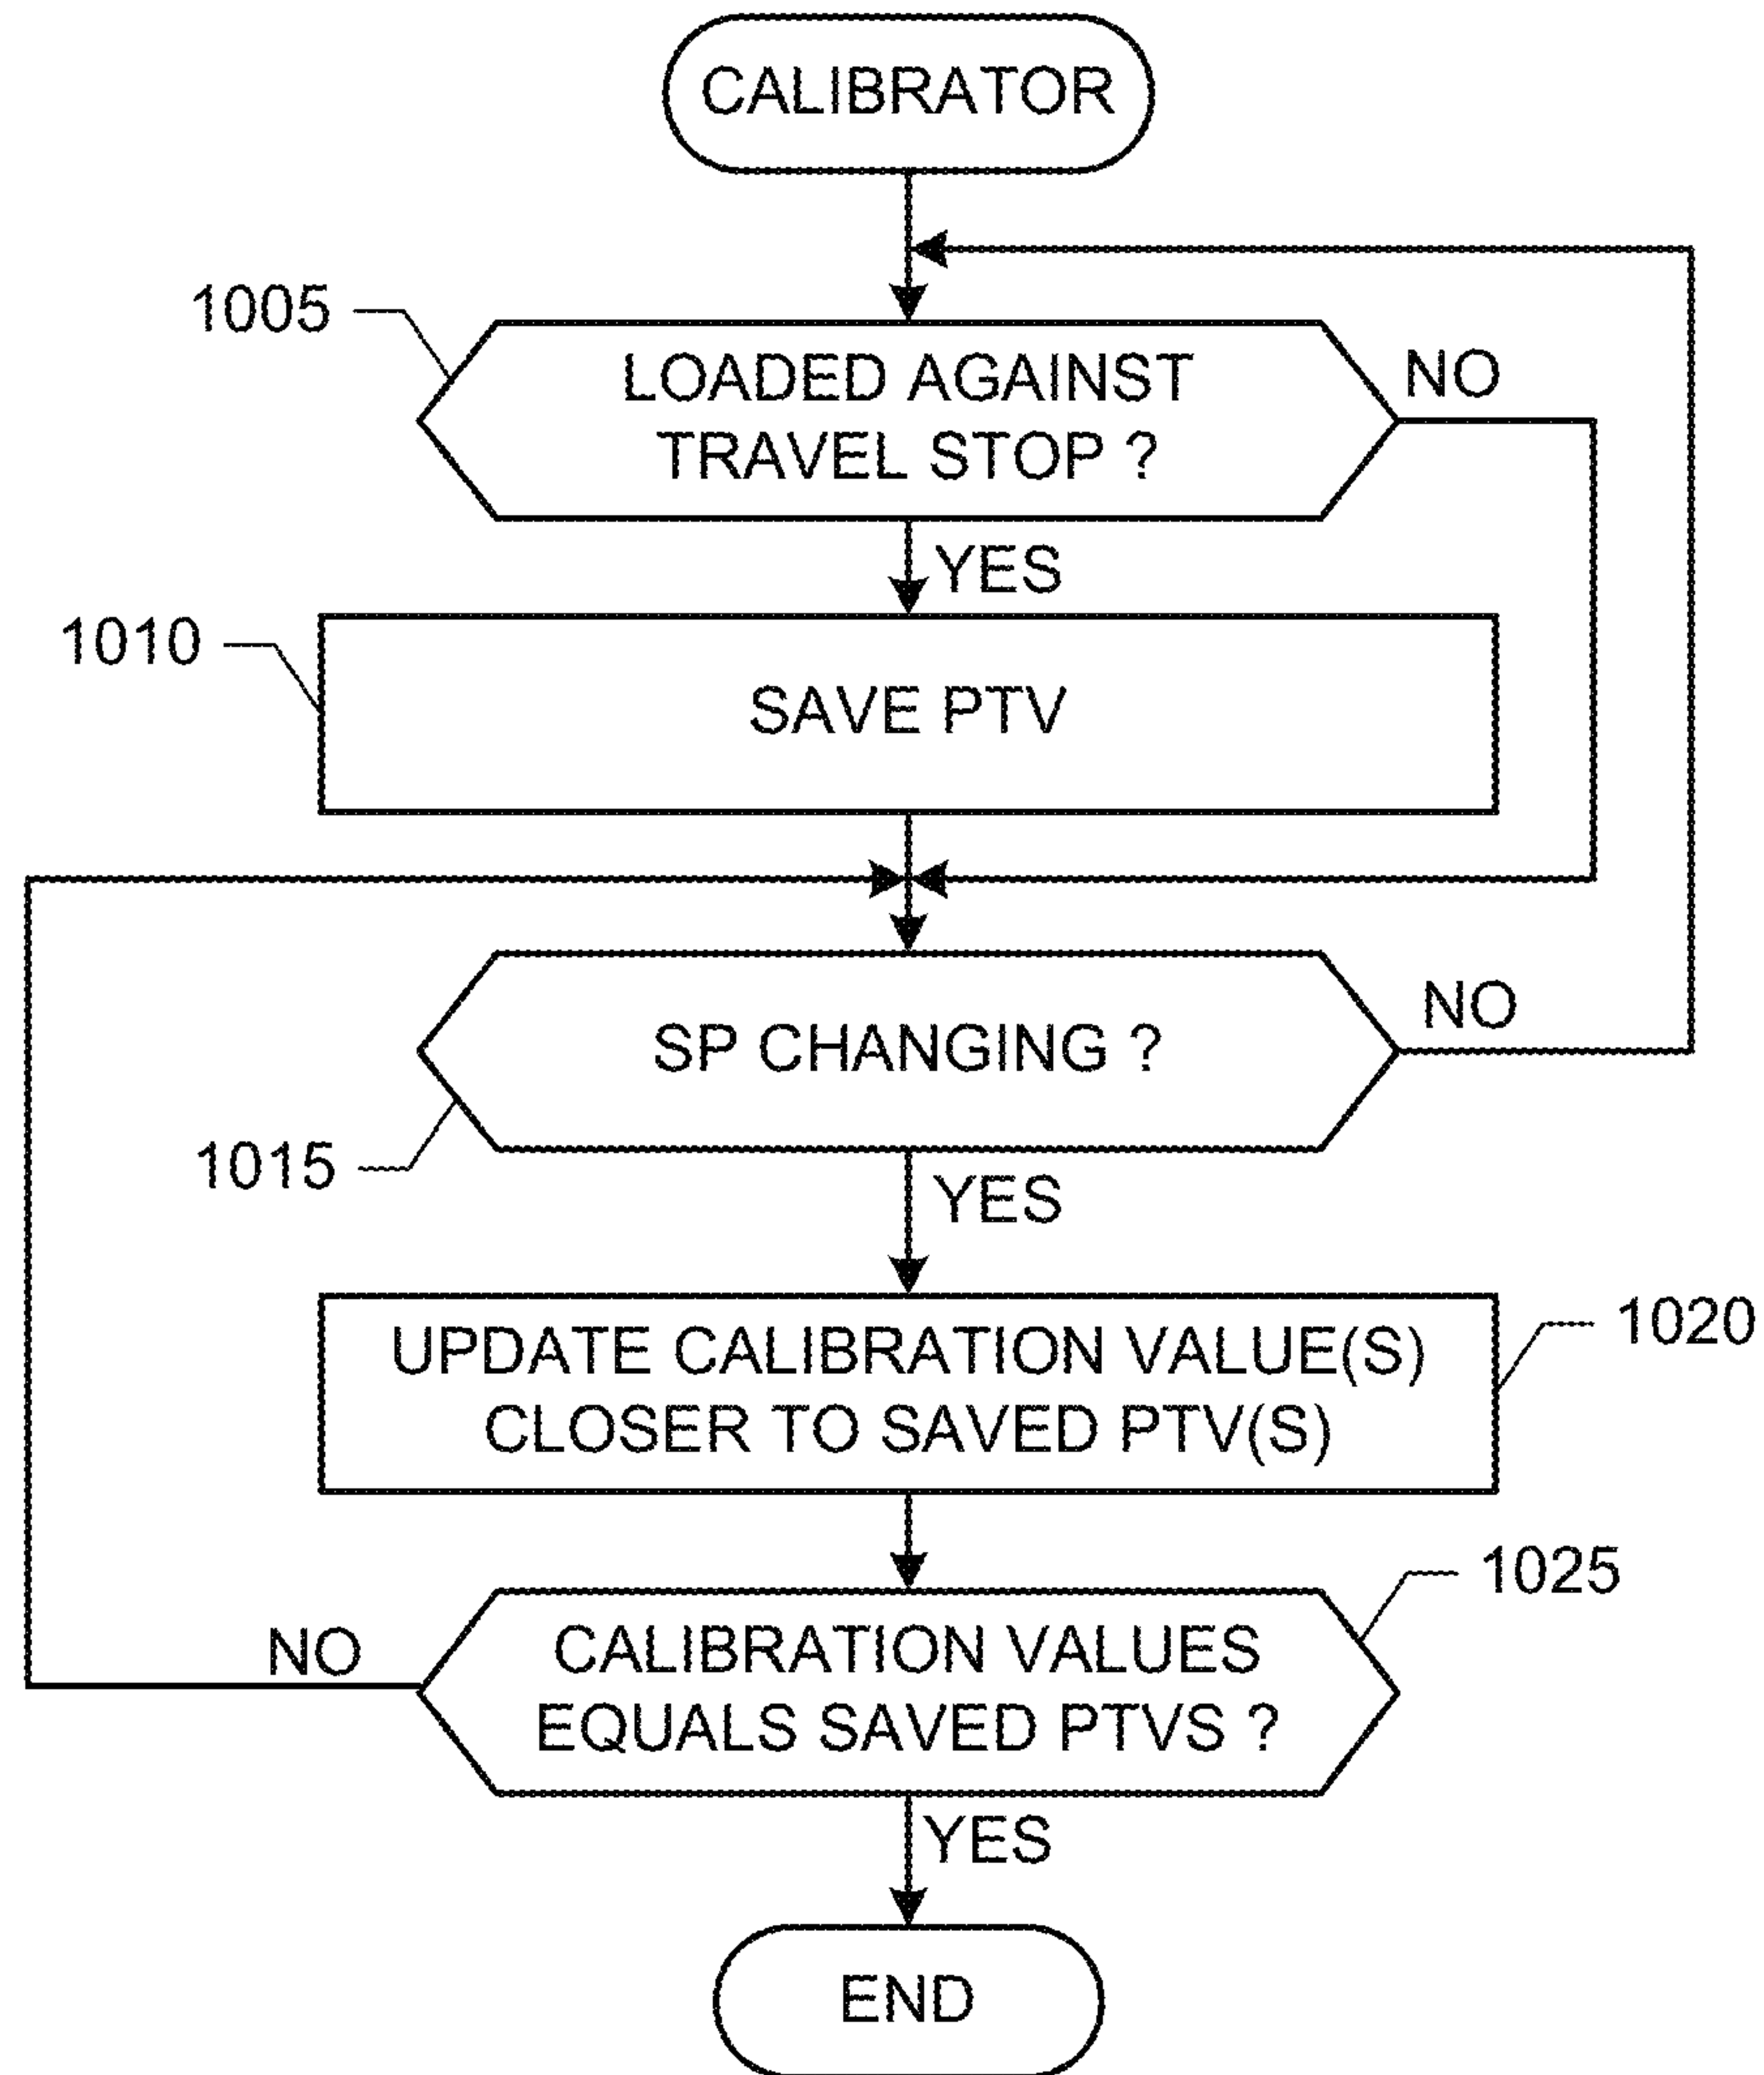 CALIBRATOR
1005
LOADED AGAINST
TRAVEL STOP ?
NO
YES
1010
SAVE PTV
SP CHANGING ?
NO
1015
YES
UPDATE CALIBRATION VALUE(S)
CLOSER TO SAVED PTV(S)
1020
1025
NO
CALIBRATION VALUES
EQUALS SAVED PTVS ?
YES
END